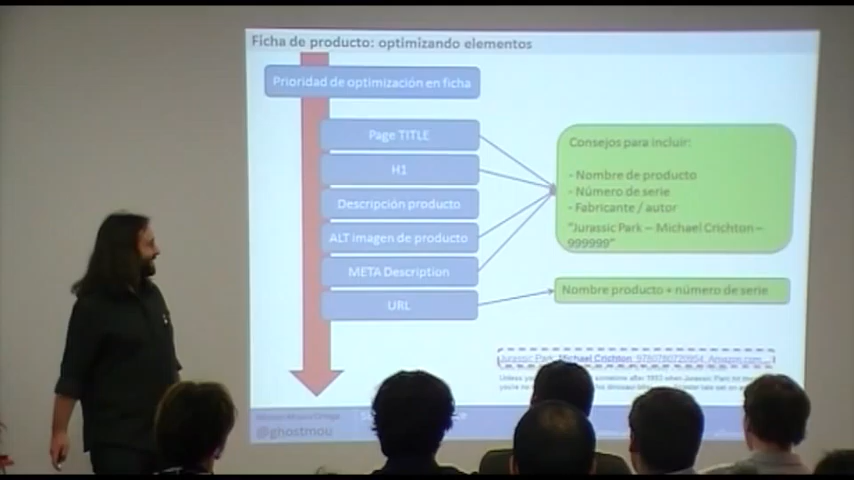 Ficha de producto: optimizando elementos
Prioridad de optimización en ficha
Page TITLE
H1
Descripción producto
ALT imagen de producto
META Description
URL
Consejos para incluir:
- Nombre de producto
- Número de serie
- Fabricante / autor
"Jurassic Park – Michael Crichton –
999999"
Nombre producto + número de serie
Jurassic Park, Michael Crichton, 9780780720954, Amazon.com
@ghostmou